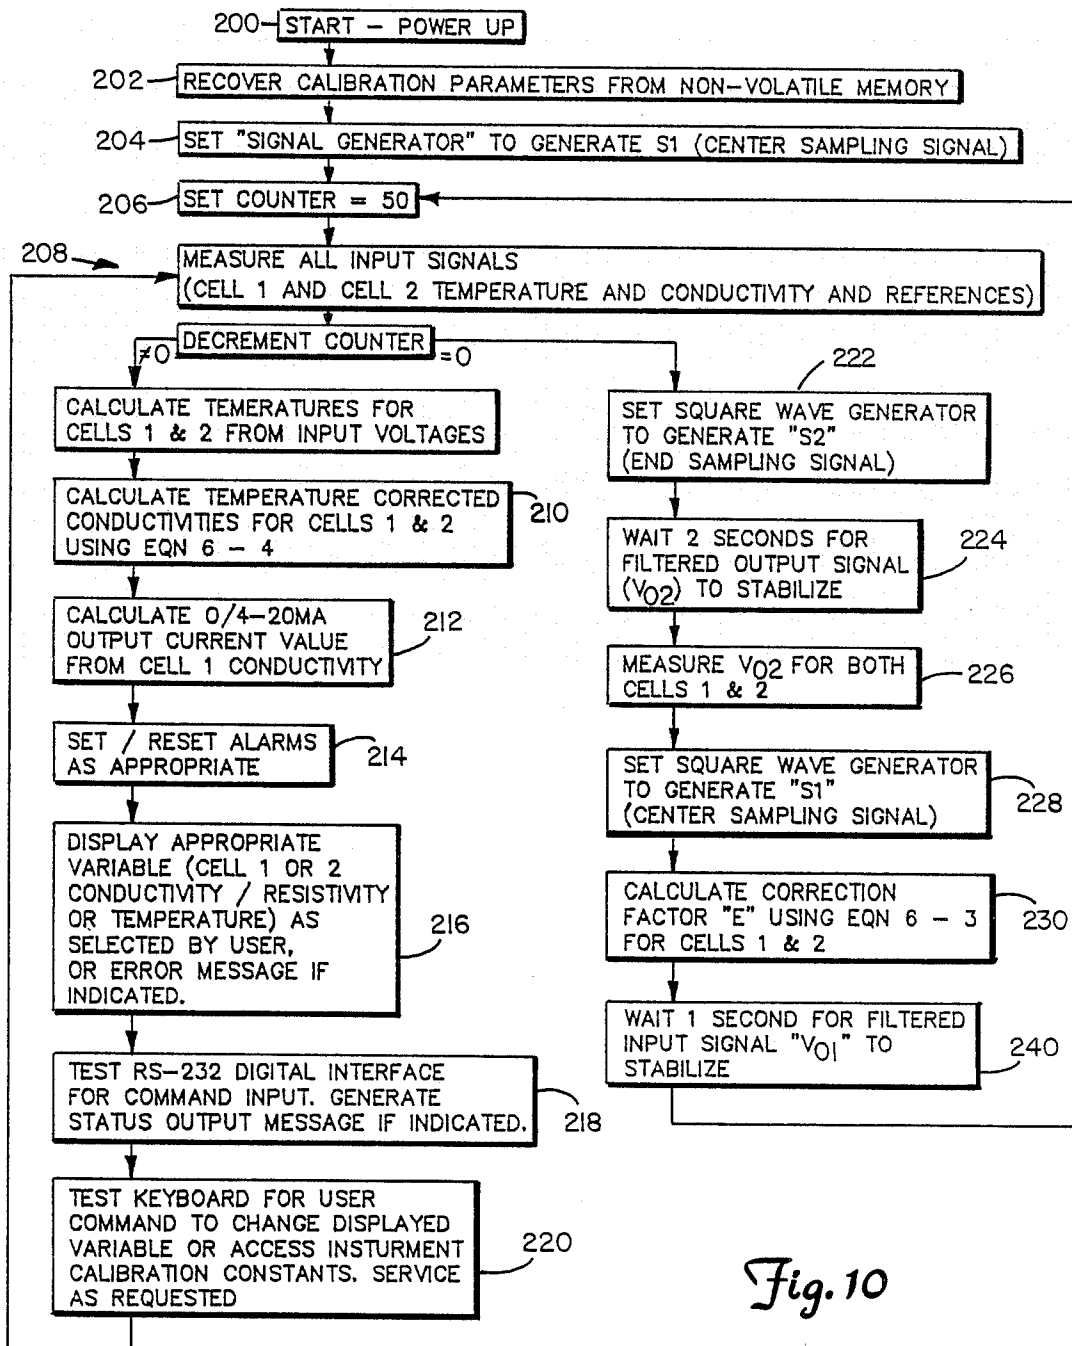 200
START - POWER UP
202
RECOVER CALIBRATION PARAMETERS FROM NON-VOLATILE MEMORY
204
SET "SIGNAL GENERATOR" TO GENERATE S1 (CENTER SAMPLING SIGNAL)
206
SET COUNTER = 50
208
MEASURE ALL INPUT SIGNALS
(CELL 1 AND CELL 2 TEMPERATURE AND CONDUCTIVITY AND REFERENCES)
DECREMENT COUNTER
≠0
=0
CALCULATE TEMERATURES FOR
CELLS 1 & 2 FROM INPUT VOLTAGES
CALCULATE TEMPERATURE CORRECTED
CONDUCTIVITIES FOR CELLS 1 & 2
USING EQN 6 - 4
210
CALCULATE 0/4-20MA
OUTPUT CURRENT VALUE
FROM CELL 1 CONDUCTIVITY
212
SET / RESET ALARMS
AS APPROPRIATE
214
DISPLAY APPROPRIATE
VARIABLE (CELL 1 OR 2
CONDUCTIVITY / RESISTIVITY
OR TEMPERATURE) AS
SELECTED BY USER,
OR ERROR MESSAGE IF
INDICATED.
216
TEST RS-232 DIGITAL INTERFACE
FOR COMMAND INPUT. GENERATE
STATUS OUTPUT MESSAGE IF INDICATED.
218
TEST KEYBOARD FOR USER
COMMAND TO CHANGE DISPLAYED
VARIABLE OR ACCESS INSTURMENT
CALIBRATION CONSTANTS. SERVICE
AS REQUESTED
220
222
SET SQUARE WAVE GENERATOR
TO GENERATE "S2"
(END SAMPLING SIGNAL)
WAIT 2 SECONDS FOR
FILTERED OUTPUT SIGNAL
(VO2) TO STABILIZE
224
MEASURE VO2 FOR BOTH
CELLS 1 & 2
226
SET SQUARE WAVE GENERATOR
TO GENERATE "S1"
(CENTER SAMPLING SIGNAL)
228
CALCULATE CORRECTION
FACTOR "E" USING EQN 6 - 3
FOR CELLS 1 & 2
230
WAIT 1 SECOND FOR FILTERED
INPUT SIGNAL "VO1" TO
STABILIZE
240
Fig. 10